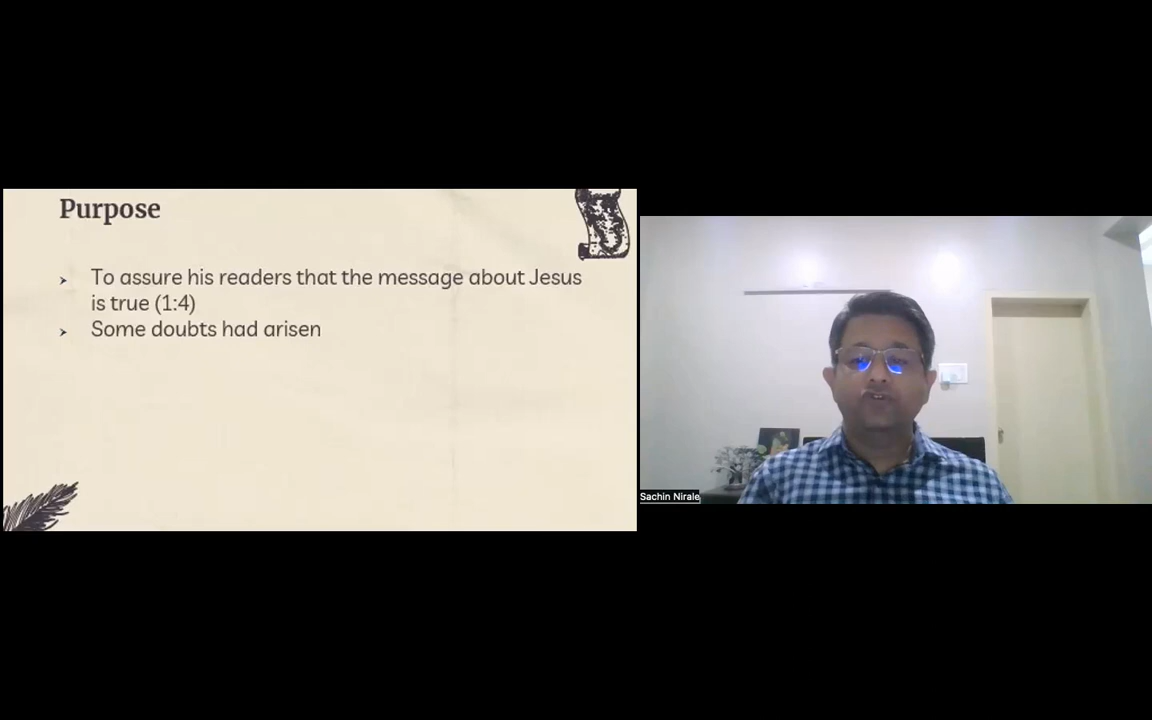 Purpose
➤ To assure his readers that the message about Jesus
is true (1:4)
➤ Some doubts had arisen
Sachin Nirale